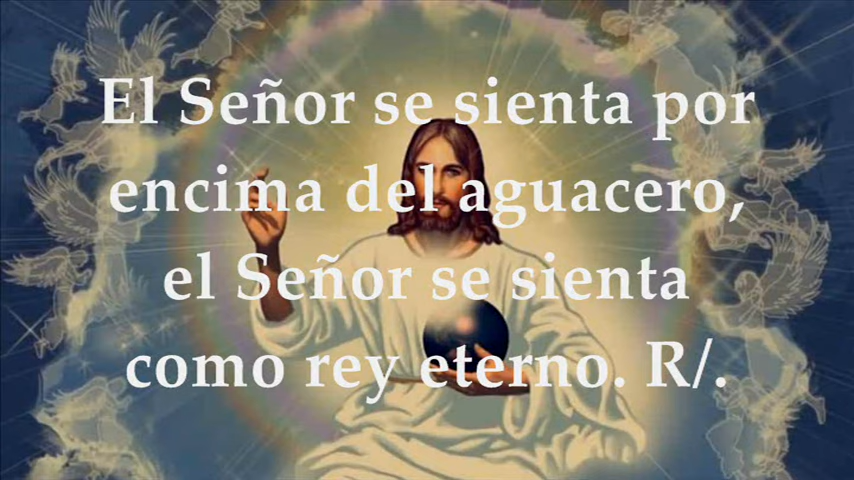 El Señor se sienta por
encima del aguacero,
el Señor se sienta
como rey eterno. R/.